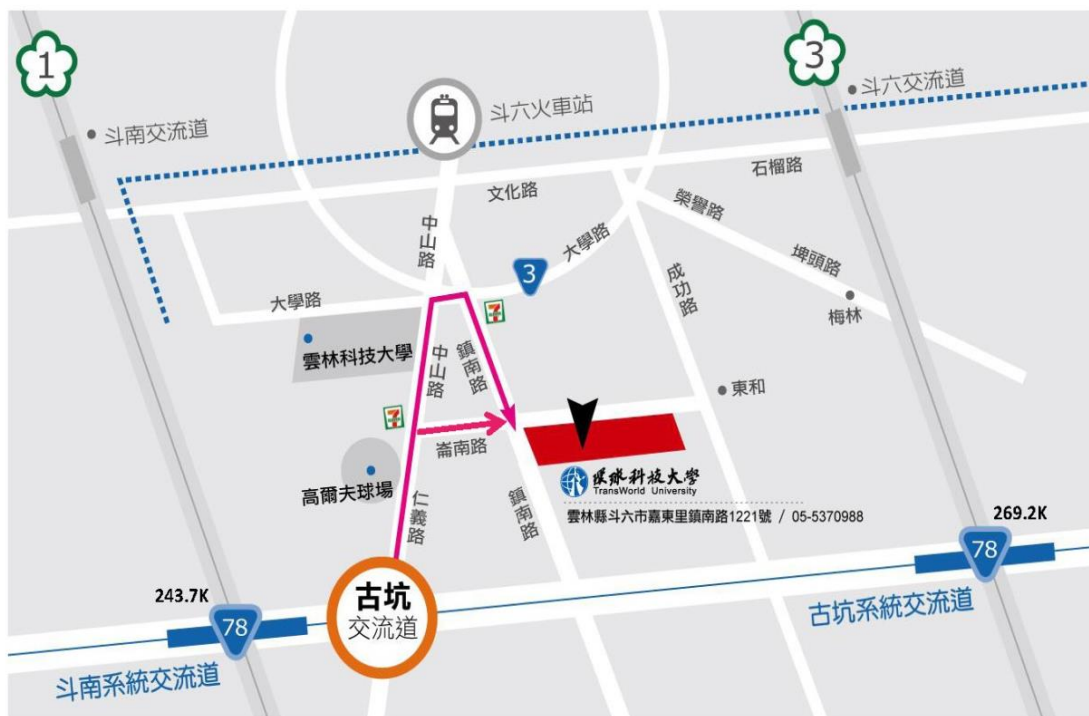 1
3
斗南交流道
斗六火車站
斗六交流道
石榴路
文化路
榮譽路
中山路
大學路
3
成功路
埤頭路
大學路
7
梅林
雲林科技大學
中山路
鎮南路
東和
7
崙南路
環球科技大學
TransWorld University
高爾夫球場
仁義路
鎮南路
雲林縣斗六市嘉東里鎮南路1221號 / 05-5370988
269.2K
78
古坑
交流道
243.7K
78
古坑系統交流道
斗南系統交流道